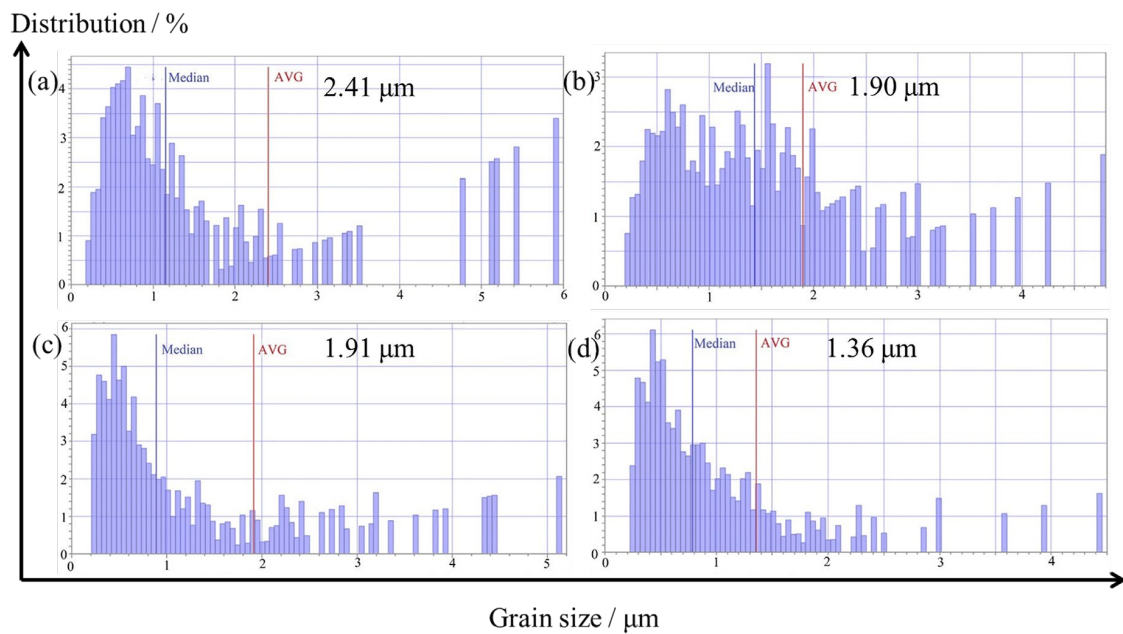 Distribution / %
(a)
Median
AVG
2.41 μm
4
3
2
1
0
0 1 2 3 4 5 6
(b)
Median
AVG
1.90 μm
3
2
1
0
0 1 2 3 4
(c)
Median
AVG
1.91 μm
6
5
4
3
2
1
0
0 1 2 3 4 5
(d)
Median
AVG
1.36 μm
6
5
4
3
2
1
0
0 1 2 3 4
Grain size / μm